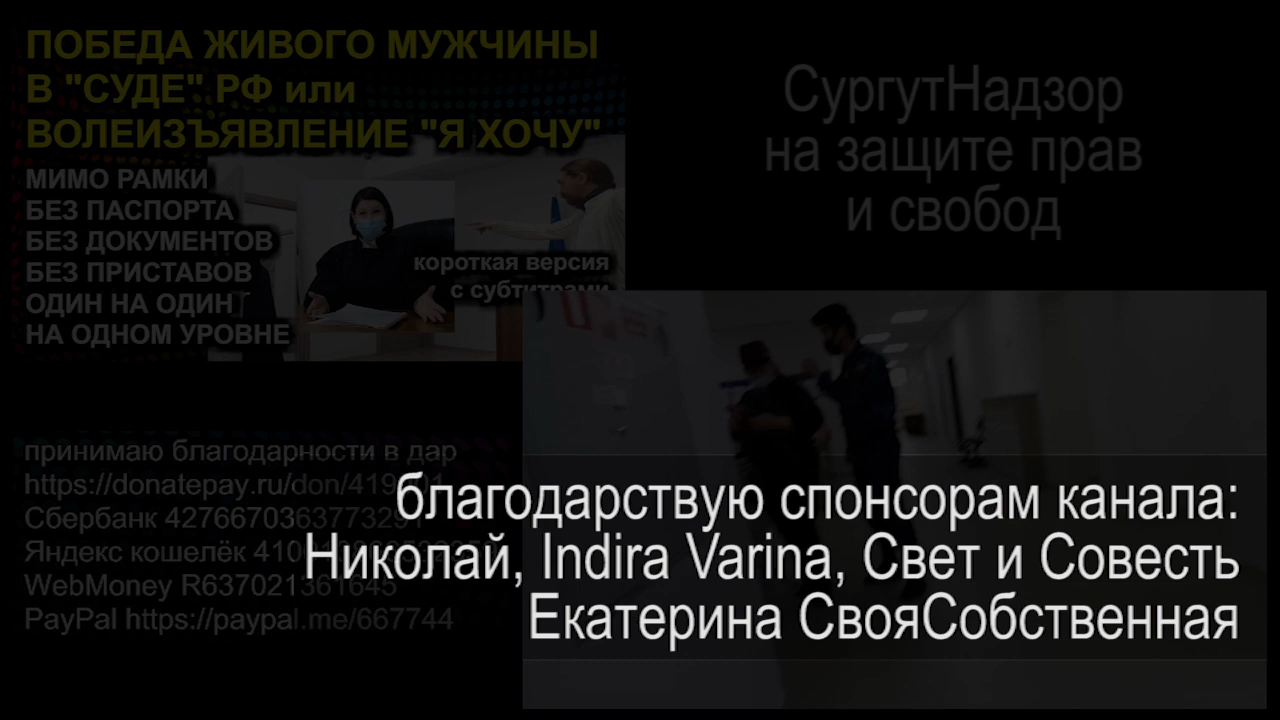 ПОБЕДА ЖИВОГО МУЖЧИНЫ
В "СУДЕ" РФ или
ВОЛЕИЗЪЯВЛЕНИЕ "Я ХОЧУ"
МИМО РАМКИ
БЕЗ ПАСПОРТА
БЕЗ ДОКУМЕНТОВ
БЕЗ ПРИСТАВОВ
ОДИН НА ОДИН
НА ОДНОМ УРОВНЕ
короткая версия
с субтитрами
СургутНадзор
на защите прав
и свобод
принимаю благодарности в дар
Сбербанк
Яндекс кошелёк
WebMoney R637021361645
PayPal https://paypal.me/667744
благодарствую спонсорам канала:
Николай, Indira Varina, Свет и Совесть
Екатерина СвояСобственная